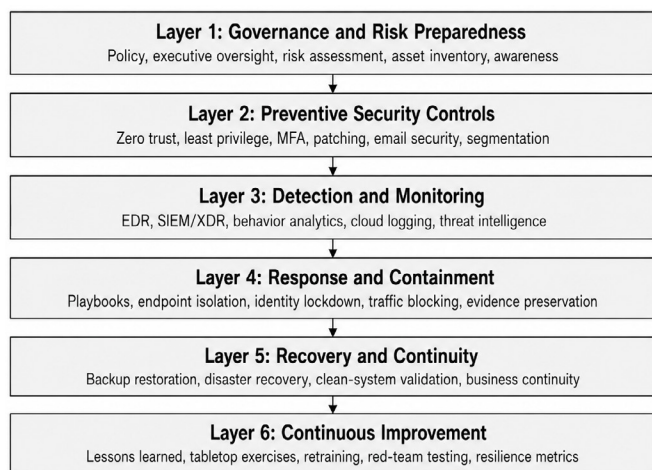 Layer 1: Governance and Risk Preparedness
Policy, executive oversight, risk assessment, asset inventory, awareness
Layer 2: Preventive Security Controls
Zero trust, least privilege, MFA, patching, email security, segmentation
Layer 3: Detection and Monitoring
EDR, SIEM/XDR, behavior analytics, cloud logging, threat intelligence
Layer 4: Response and Containment
Playbooks, endpoint isolation, identity lockdown, traffic blocking, evidence preservation
Layer 5: Recovery and Continuity
Backup restoration, disaster recovery, clean-system validation, business continuity
Layer 6: Continuous Improvement
Lessons learned, tabletop exercises, retraining, red-team testing, resilience metrics